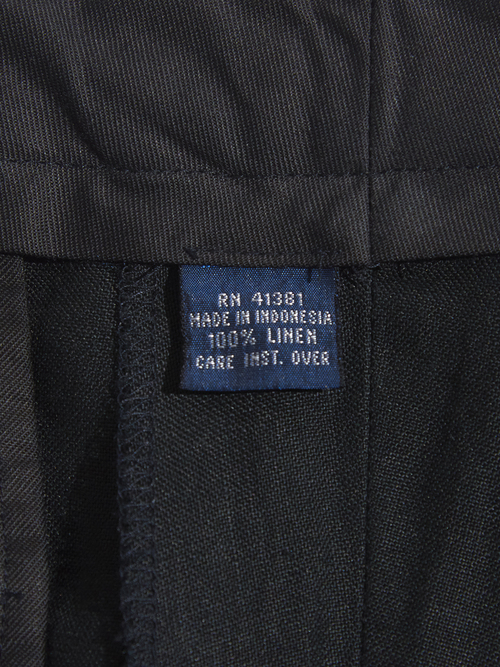 RN 41381
MADE IN INDONESIA
100% LINEN
CARE INST. OVER